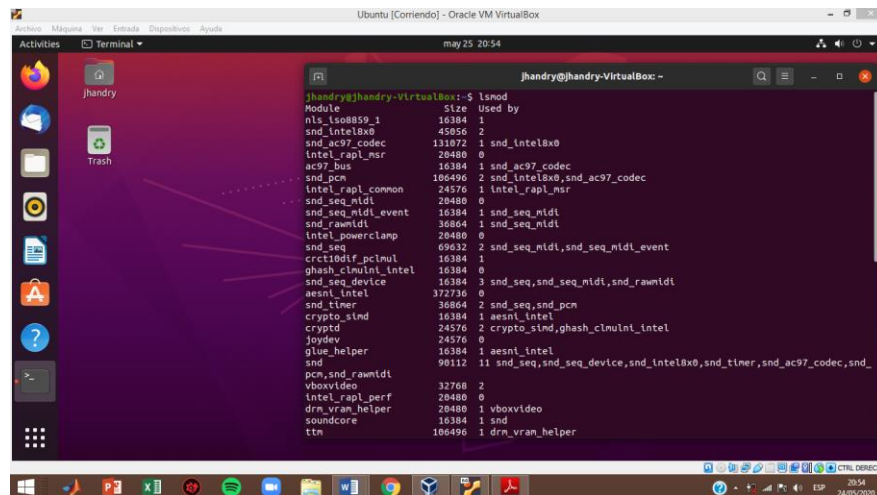 Ubuntu [Corriendo] - Oracle VM VirtualBox
Archivo Máquina Ver Entrada Dispositivos Ayuda
Activities Terminal may 25 20:54
jhandry@jhandry-VirtualBox: ~
jhandry
Trash
jhandry@jhandry-VirtualBox:~$ lsmod
Module Size Used by
nls_iso8859_1 16384 1
snd_intel8x0 45056 2
snd_ac97_codec 131072 1 snd_intel8x0
intel_rapl_msr 20480 0
ac97_bus 16384 1 snd_ac97_codec
snd_pcm 106496 2 snd_intel8x0,snd_ac97_codec
intel_rapl_common 24576 1 intel_rapl_msr
snd_seq_midi 20480 0
snd_seq_midi_event 16384 1 snd_seq_midi
snd_rawmidi 36864 1 snd_seq_midi
intel_powerclamp 20480 0
snd_seq 69632 2 snd_seq_midi,snd_seq_midi_event
crct10dif_pclmul 16384 1
ghash_clmulni_intel 16384 0
snd_seq_device 16384 3 snd_seq,snd_seq_midi,snd_rawmidi
aesni_intel 372736 0
snd_timer 36864 2 snd_seq,snd_pcm
crypto_simd 16384 1 aesni_intel
cryptd 24576 2 crypto_simd,ghash_clmulni_intel
joydev 24576 0
glue_helper 16384 1 aesni_intel
snd 90112 11 snd_seq,snd_seq_device,snd_intel8x0,snd_timer,snd_ac97_codec,snd_
pcm,snd_rawmidi
vboxvideo 32768 2
intel_rapl_perf 20480 0
drm_vram_helper 20480 1 vboxvideo
soundcore 16384 1 snd
ttm 106496 1 drm_vram_helper
CTRL DEREC
ESP
20:54
24/05/2020